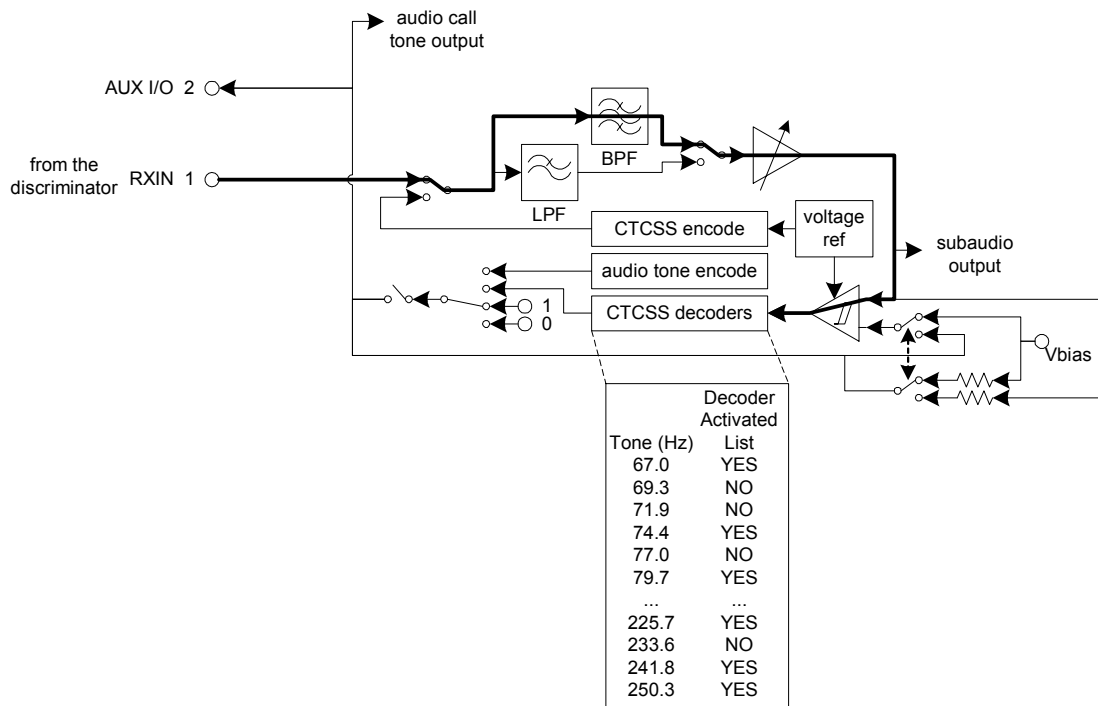 audio call
tone output
AUX I/O 2
from the
discriminator
RXIN 1
BPF
LPF
voltage
ref
CTCSS encode
subaudio
output
audio tone encode
CTCSS decoders
1
0
Vbias
Decoder
Activated
Tone (Hz) List
67.0 YES
69.3 NO
71.9 NO
74.4 YES
77.0 NO
79.7 YES
... ...
225.7 YES
233.6 NO
241.8 YES
250.3 YES